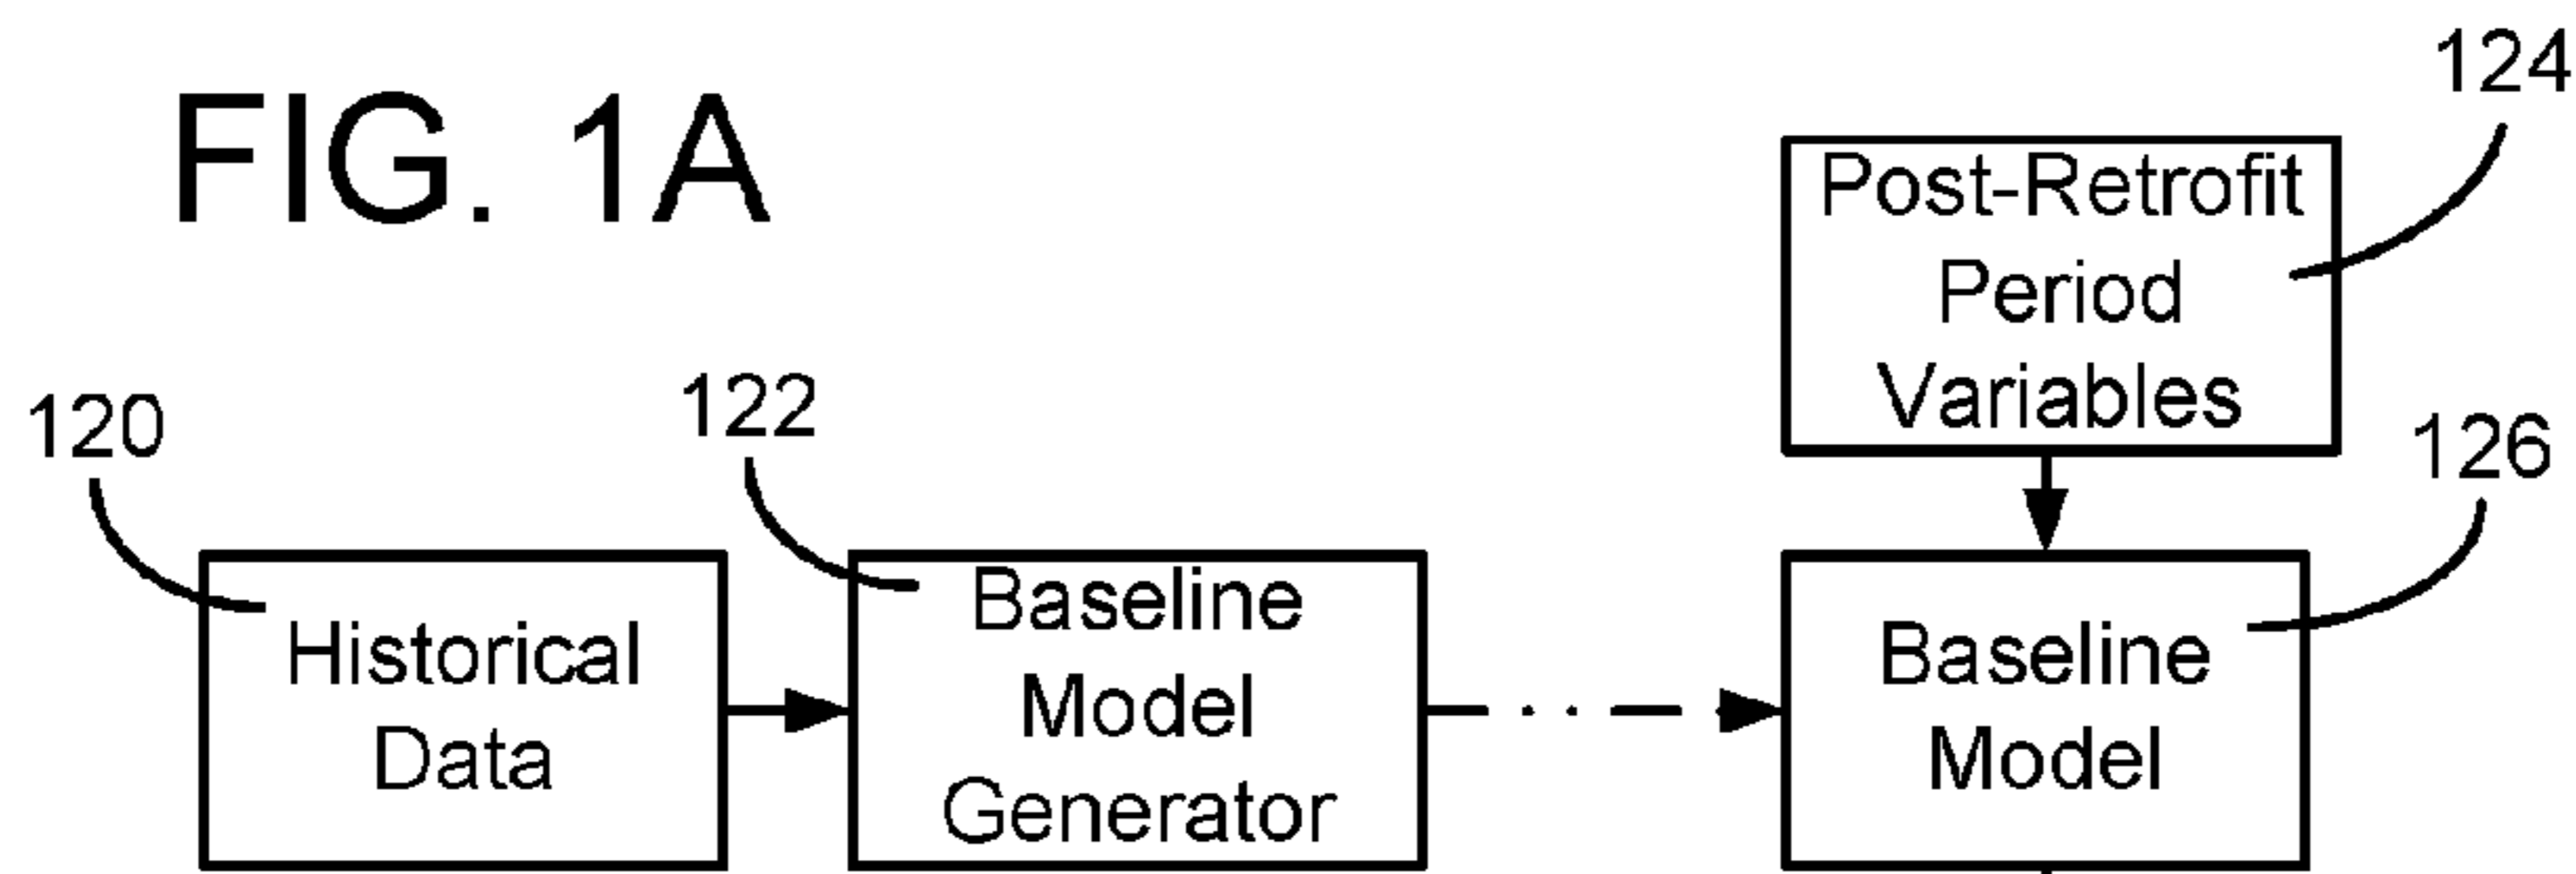 FIG. 1A
124
Post-Retrofit
Period
Variables
120
122
126
Historical
Data
Baseline
Model
Generator
Baseline
Model